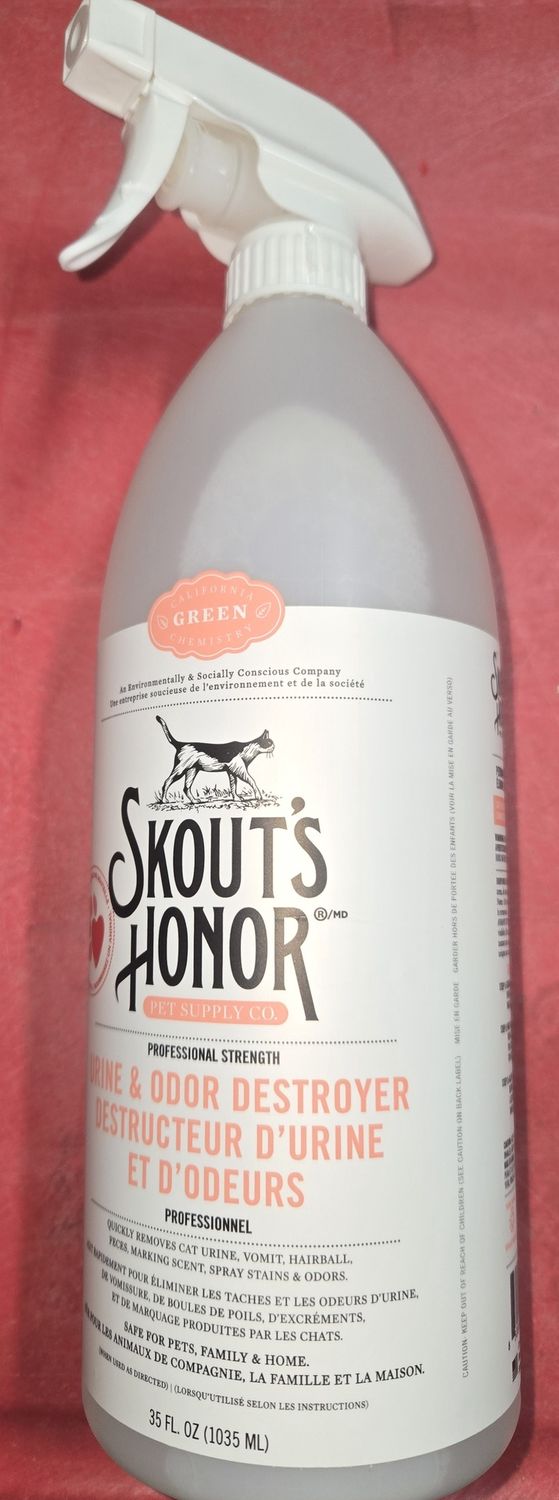 CALIFORNIA
GREEN
CHEMISTRY
An Environmentally & Socially Conscious Company
Une entreprise soucieuse de l'environnement et de la société
SKOUT'S
HONOR®/MD
PET SUPPLY CO.
PROFESSIONAL STRENGTH
URINE & ODOR DESTROYER
DESTRUCTEUR D'URINE
ET D'ODEURS
PROFESSIONNEL
QUICKLY REMOVES CAT URINE, VOMIT, HAIRBALL,
FECES, MARKING SCENT, SPRAY STAINS & ODORS.
RAPIDEMENT POUR ÉLIMINER LES TACHES ET LES ODEURS D'URINE,
DE VOMISSURE, DE BOULES DE POILS, D'EXCRÉMENTS,
ET DE MARQUAGE PRODUITES PAR LES CHATS.
SAFE FOR PETS, FAMILY & HOME.
POUR LES ANIMAUX DE COMPAGNIE, LA FAMILLE ET LA MAISON.
(WHEN USED AS DIRECTED) | (LORSQU'UTILISÉ SELON LES INSTRUCTIONS)
35 FL. OZ (1035 ML)
CAUTION: KEEP OUT OF REACH OF CHILDREN (SEE CAUTION ON BACK LABEL) MISE EN GARDE GARDER HORS DE PORTÉE DES ENFANTS (VOIR LA MISE EN GARDE AU VERSO)